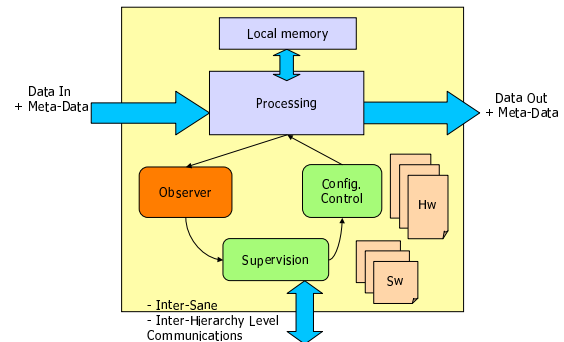 Local memory
Data In
+ Meta-Data
Processing
Data Out
+ Meta-Data
Observer
Config.
Control
Hw
Supervision
Sw
- Inter-Sane
- Inter-Hierarchy Level
Communications